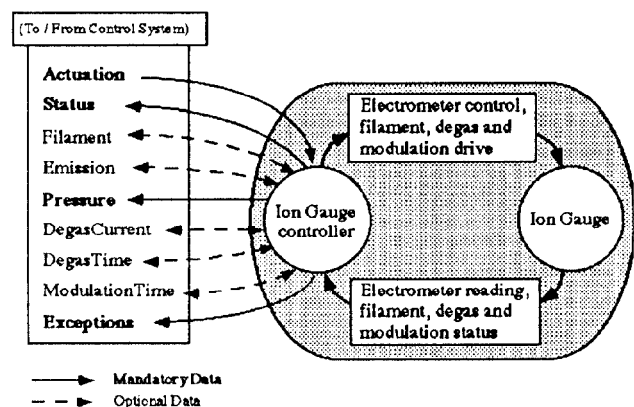 (To / From Control System)
Actuation
Status
Filament
Emission
Pressure
DegasCurrent
DegasTime
ModulationTime
Exceptions
Electrometer control,
filament, degas and
modulation drive
Ion Gauge
controller
Ion Gauge
Electrometer reading,
filament, degas and
modulation status
Mandatory Data
Optional Data